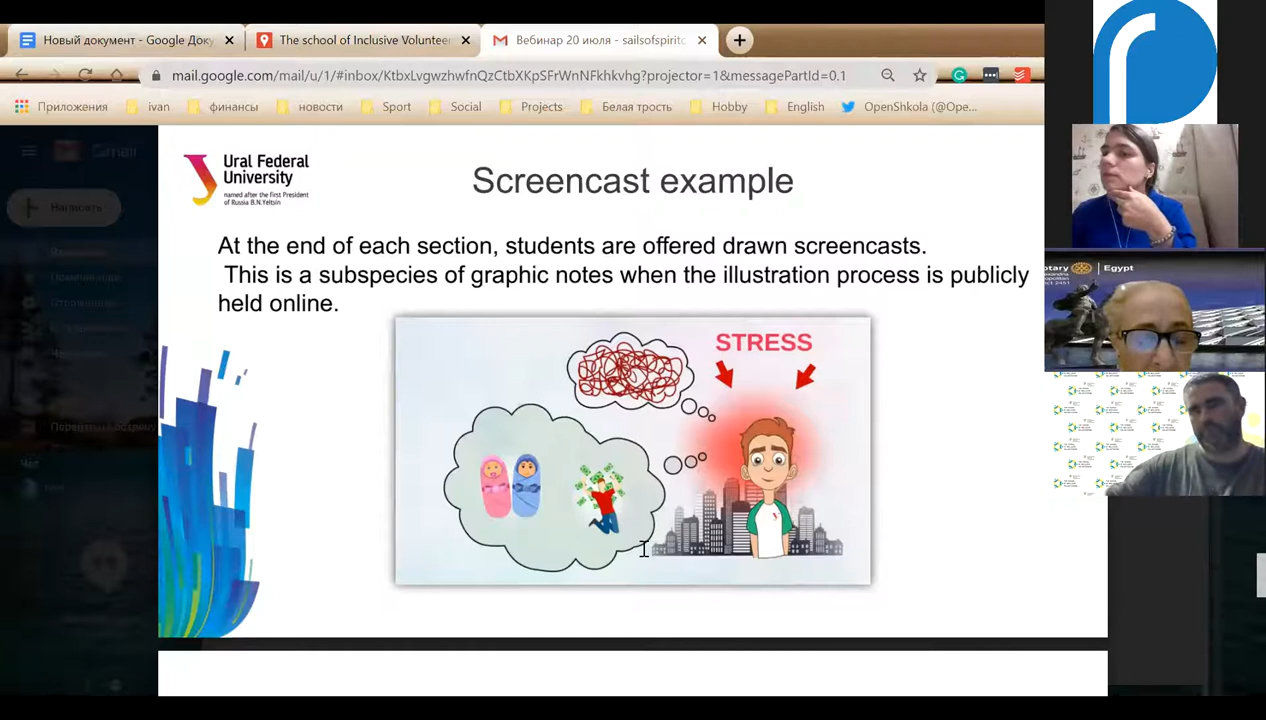 Новый документ - Google Доку
The school of Inclusive Voluntee
Вебинар 20 июля - sailsofspirit
mail.google.com/mail/u/1/#inbox/KtbxLvgwzhwfnQzCtbXKpSFrWnNFkhkvhg?projector=1&messagePartId=0.1
Приложения
ivan
финансы
новости
Sport
Social
Projects
Белая трость
Hobby
English
OpenShkola (@Ope...
Gmail
Написать
Ural Federal
University
named after the first President
of Russia B.N.Yeltsin
Screencast example
At the end of each section, students are offered drawn screencasts.
This is a subspecies of graphic notes when the illustration process is publicly
held online.
STRESS
Egypt